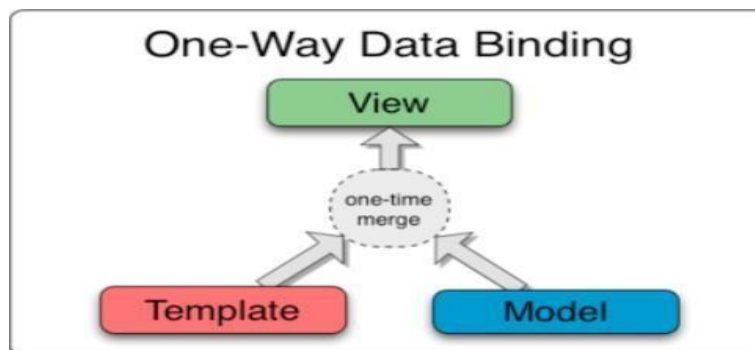 One-Way Data Binding
View
one-time
merge
Template
Model